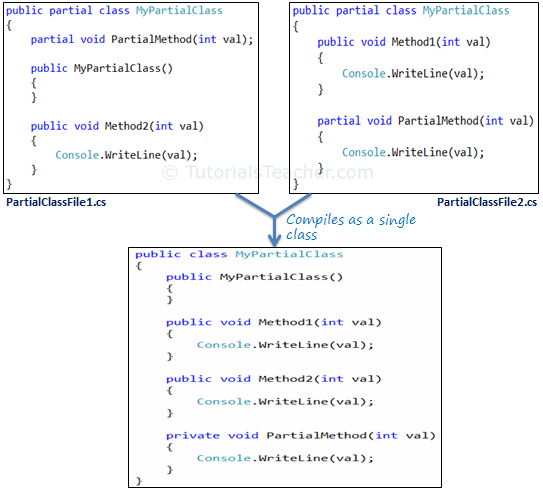 public partial class MyPartialClass
{
    partial void PartialMethod(int val);

    public MyPartialClass()
    {
    }

    public void Method2(int val)
    {
        Console.WriteLine(val);
    }
}
PartialClassFile1.cs
public partial class MyPartialClass
{
    public void Method1(int val)
    {
        Console.WriteLine(val);
    }

    partial void PartialMethod(int val)
    {
        Console.WriteLine(val);
    }
}
PartialClassFile2.cs
© TutorialsTeacher.com
Compiles as a single
class
public class MyPartialClass
{
    public MyPartialClass()
    {
    }

    public void Method1(int val)
    {
        Console.WriteLine(val);
    }

    public void Method2(int val)
    {
        Console.WriteLine(val);
    }

    private void PartialMethod(int val)
    {
        Console.WriteLine(val);
    }
}